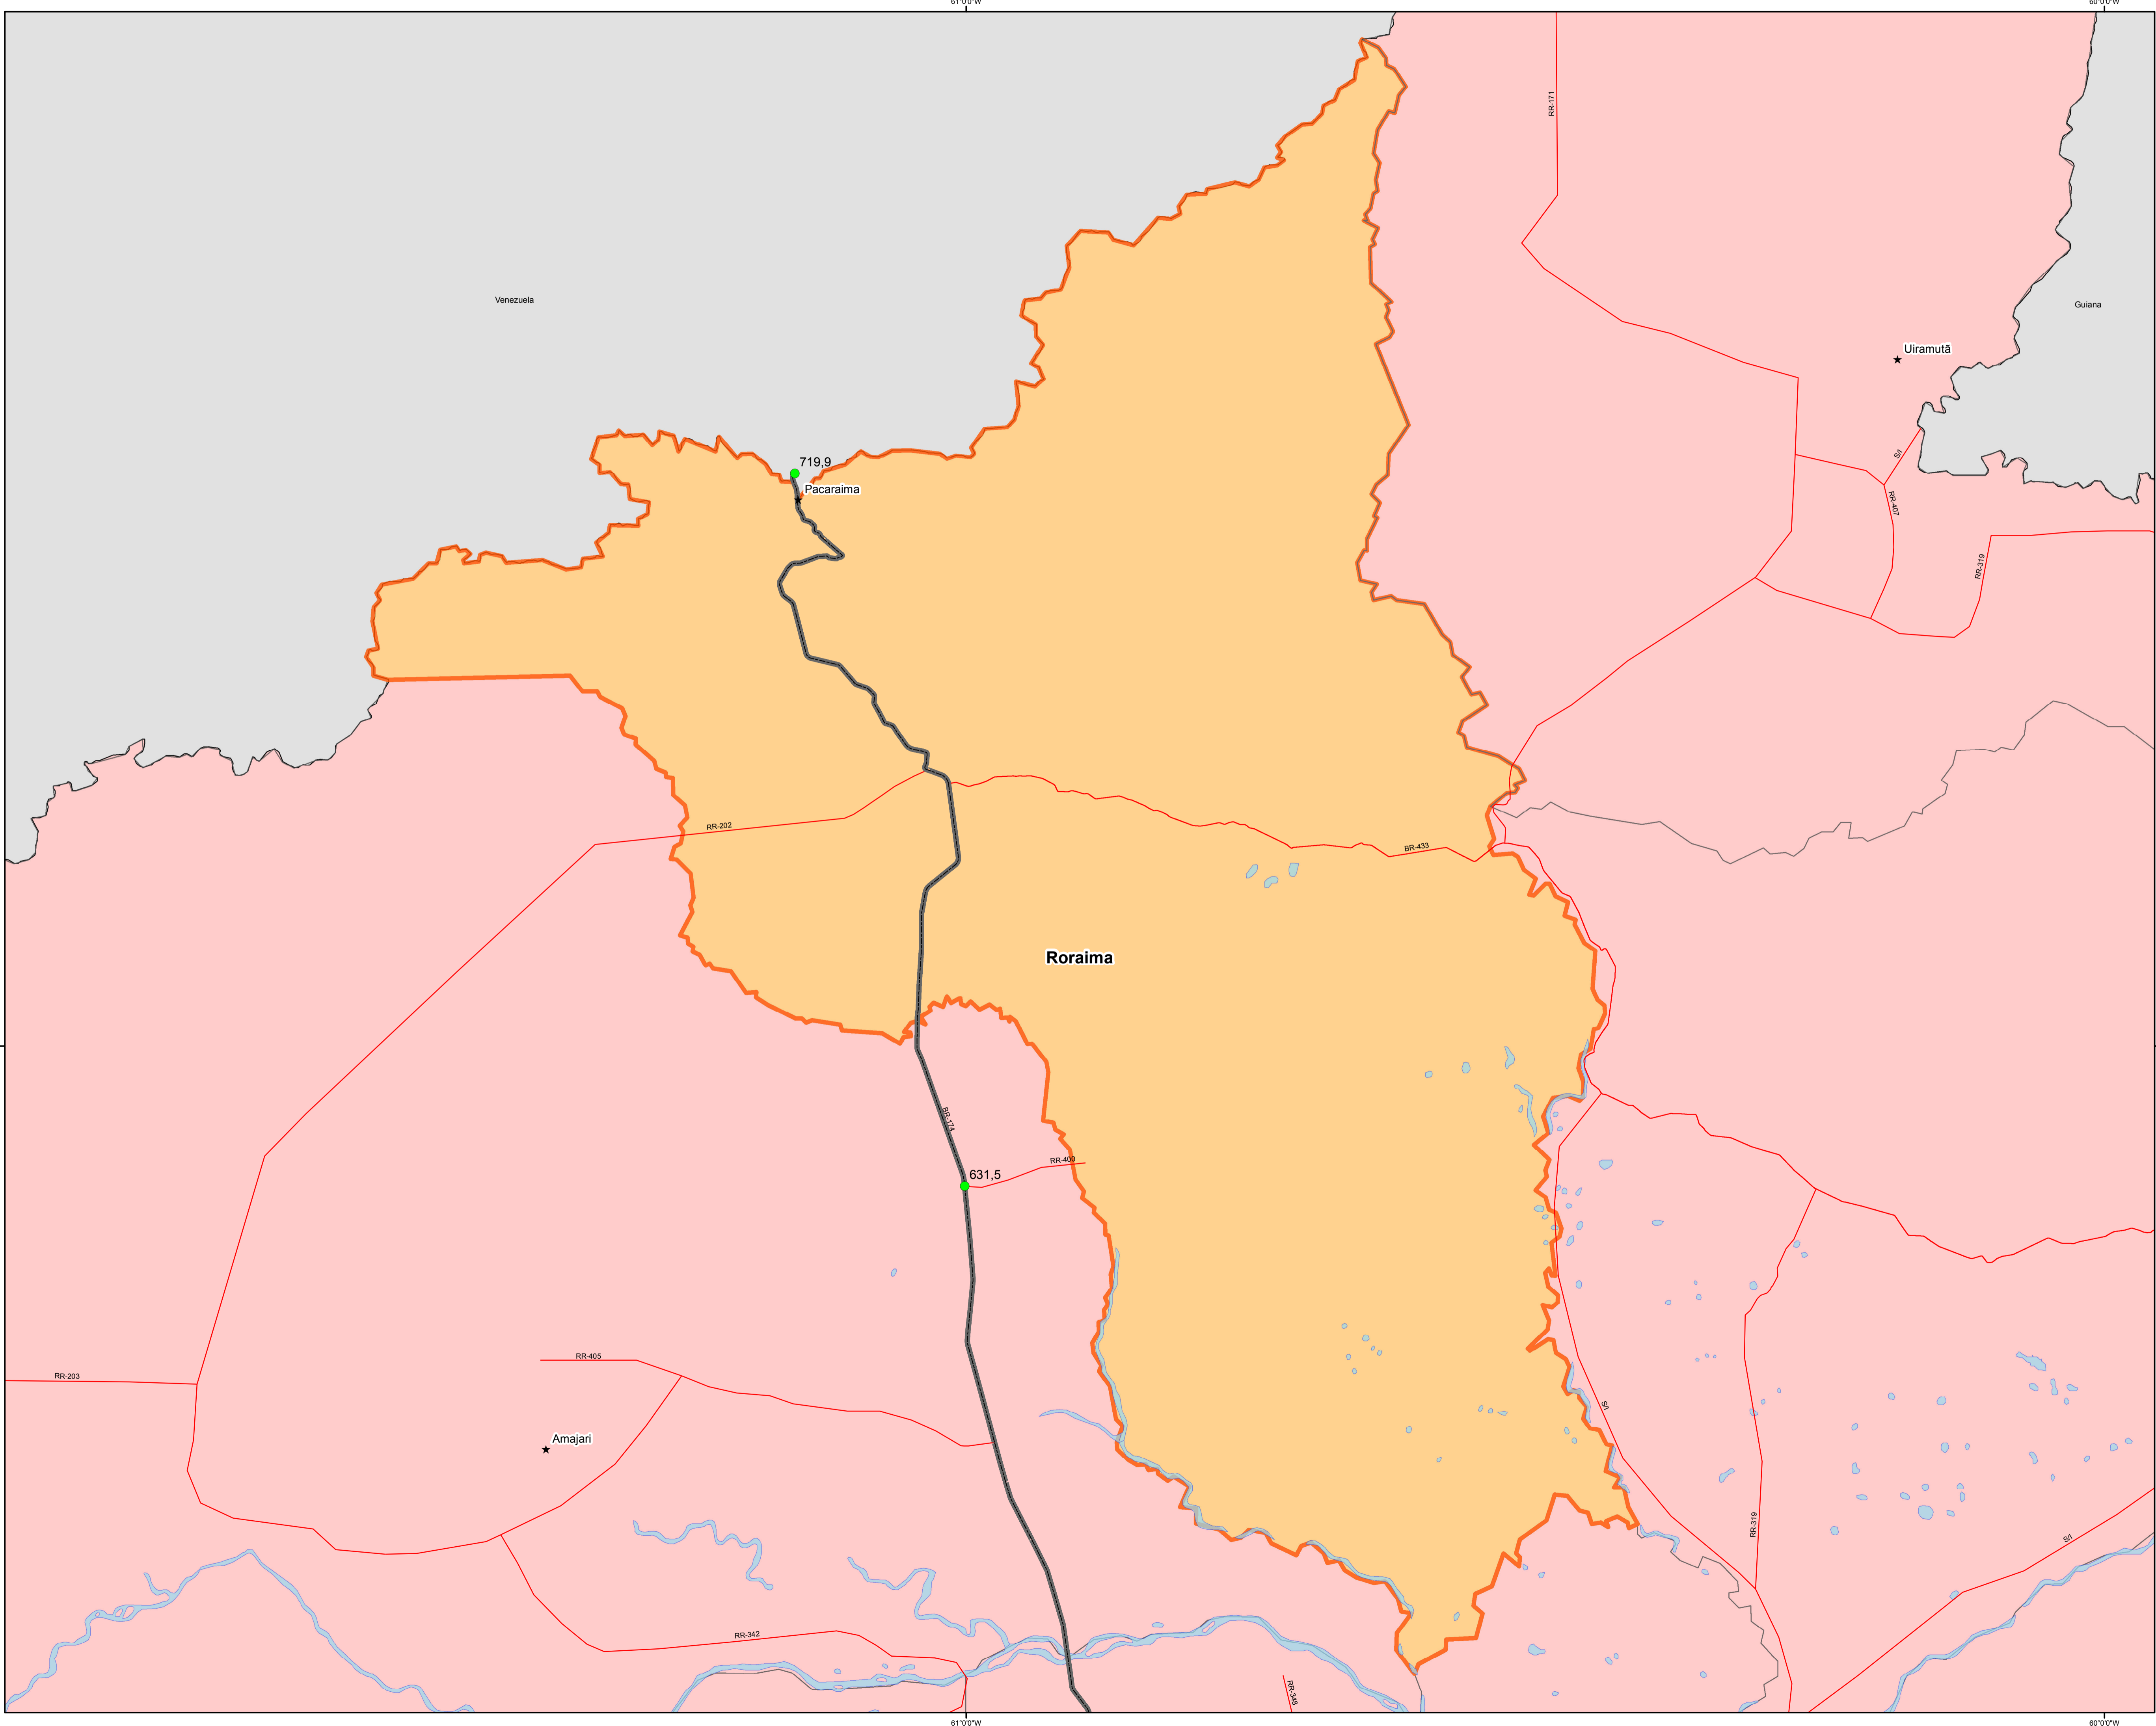 61°0'0"W
60°0'0"W
RR-171
Venezuela
Guiana
Uiramutã
S/I
719,9
Pacaraima
RR-407
RR-319
RR-202
BR-433
Roraima
BR-174
RR-400
631,5
RR-405
RR-203
S/I
Amajari
RR-319
S/I
RR-342
RR-348
61°0'0"W
60°0'0"W